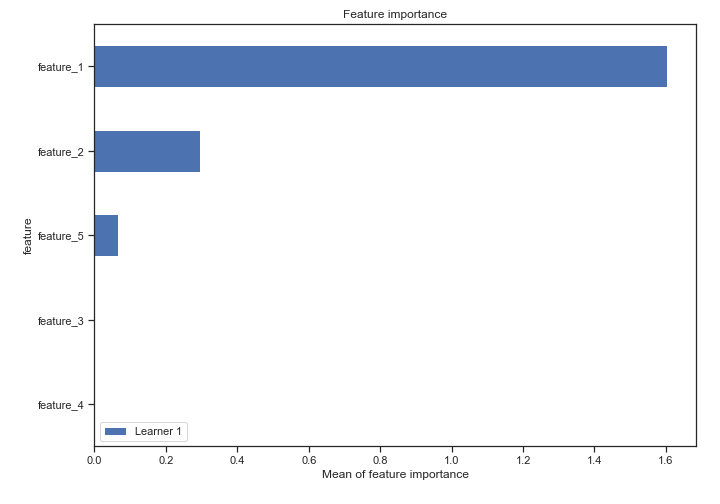 Feature importance
feature_1
feature_2
feature_5
feature_3
feature_4
feature
Learner 1
0.0 0.2 0.4 0.6 0.8 1.0 1.2 1.4 1.6
Mean of feature importance